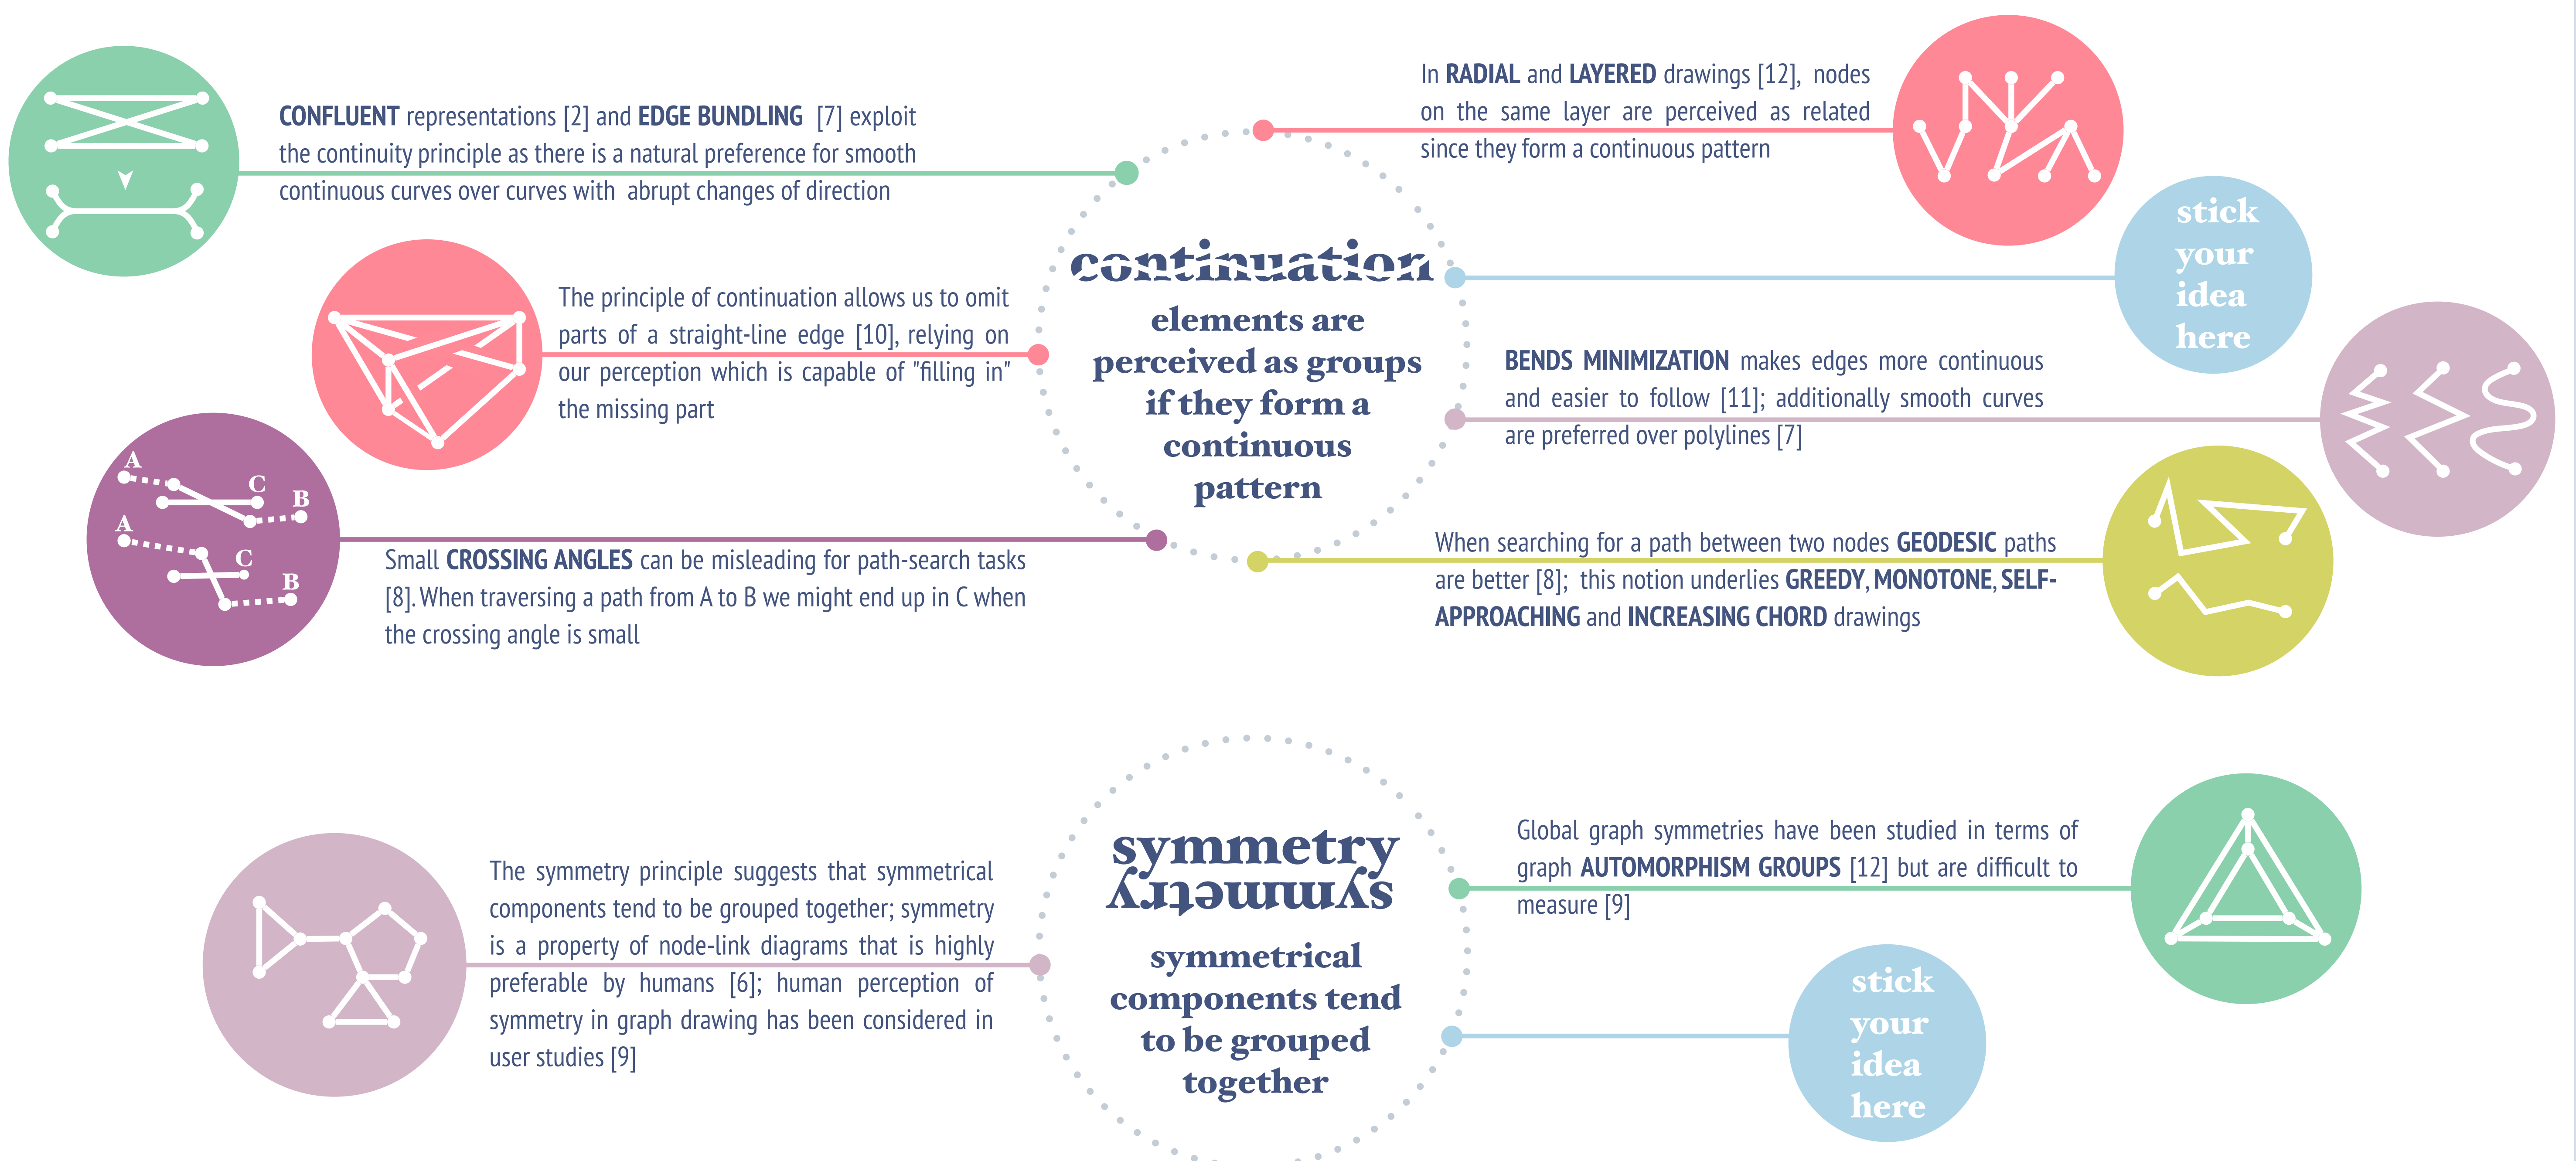 CONFLUENT representations [2] and EDGE BUNDLING [7] exploit
the continuity principle as there is a natural preference for smooth
continuous curves over curves with abrupt changes of direction
In RADIAL and LAYERED drawings [12], nodes
on the same layer are perceived as related
since they form a continuous pattern
stick
your
idea
here
continuation
elements are
perceived as groups
if they form a
continuous
pattern
The principle of continuation allows us to omit
parts of a straight-line edge [10], relying on
our perception which is capable of "filling in"
the missing part
BENDS MINIMIZATION makes edges more continuous
and easier to follow [11]; additionally smooth curves
are preferred over polylines [7]
A
C
B
A
C
B
Small CROSSING ANGLES can be misleading for path-search tasks
[8]. When traversing a path from A to B we might end up in C when
the crossing angle is small
When searching for a path between two nodes GEODESIC paths
are better [8]; this notion underlies GREEDY, MONOTONE, SELF-
APPROACHING and INCREASING CHORD drawings
symmetry
symmetry
symmetrical
components tend
to be grouped
together
The symmetry principle suggests that symmetrical
components tend to be grouped together; symmetry
is a property of node-link diagrams that is highly
preferable by humans [6]; human perception of
symmetry in graph drawing has been considered in
user studies [9]
Global graph symmetries have been studied in terms of
graph AUTOMORPHISM GROUPS [12] but are difficult to
measure [9]
stick
your
idea
here